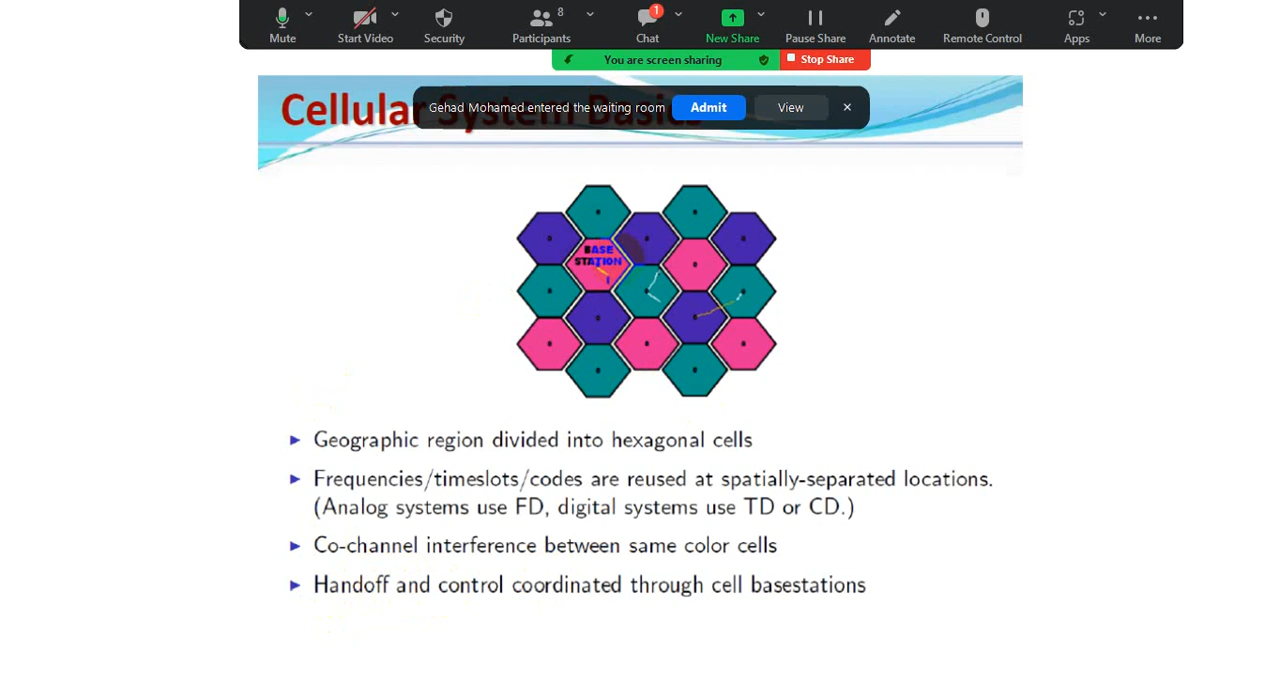 8
1
Mute
Start Video
Security
Participants
Chat
New Share
Pause Share
Annotate
Remote Control
Apps
More
You are screen sharing
Stop Share
Cellular System Basics
Gehad Mohamed entered the waiting room
Admit
View
BASE
STATION
Geographic region divided into hexagonal cells
Frequencies/timeslots/codes are reused at spatially-separated locations.
(Analog systems use FD, digital systems use TD or CD.)
Co-channel interference between same color cells
Handoff and control coordinated through cell basestations